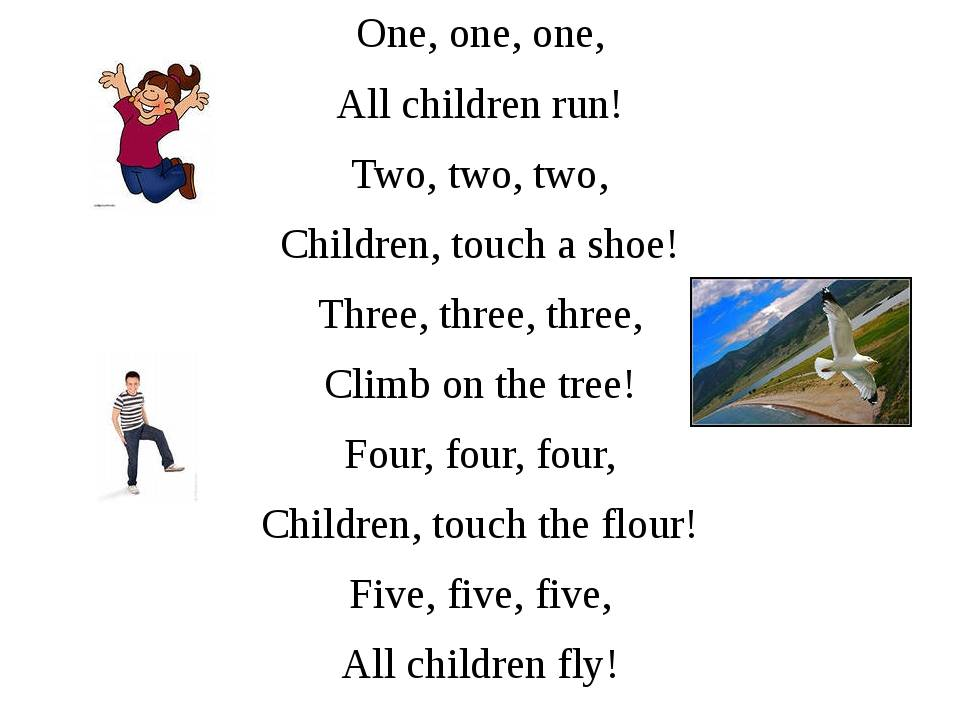 One, one, one,
All children run!
Two, two, two,
Children, touch a shoe!
Three, three, three,
Climb on the tree!
Four, four, four,
Children, touch the flour!
Five, five, five,
All children fly!